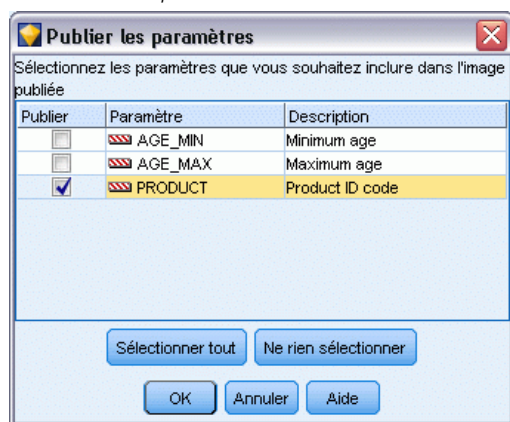 Publier les paramètres
Sélectionnez les paramètres que vous souhaitez inclure dans l'image
publiée
Publier Paramètre Description
AGE_MIN Minimum age
AGE_MAX Maximum age
PRODUCT Product ID code
Sélectionner tout Ne rien sélectionner
OK Annuler Aide